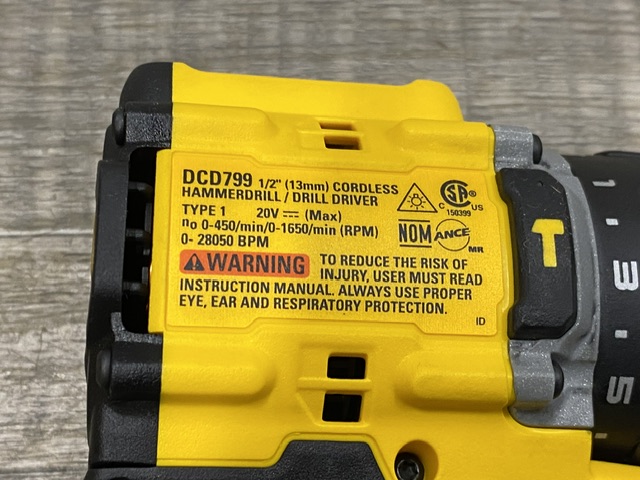 DCD799 1/2" (13mm) CORDLESS
HAMMERDRILL / DRILL DRIVER
TYPE 1 20V ⎓ (Max)
no 0-450/min/0-1650/min (RPM)
0- 28050 BPM
WARNING TO REDUCE THE RISK OF
INJURY, USER MUST READ
INSTRUCTION MANUAL. ALWAYS USE PROPER
EYE, EAR AND RESPIRATORY PROTECTION.
ID
C SA US
150399
NOM ANCE
MR
1
3
5